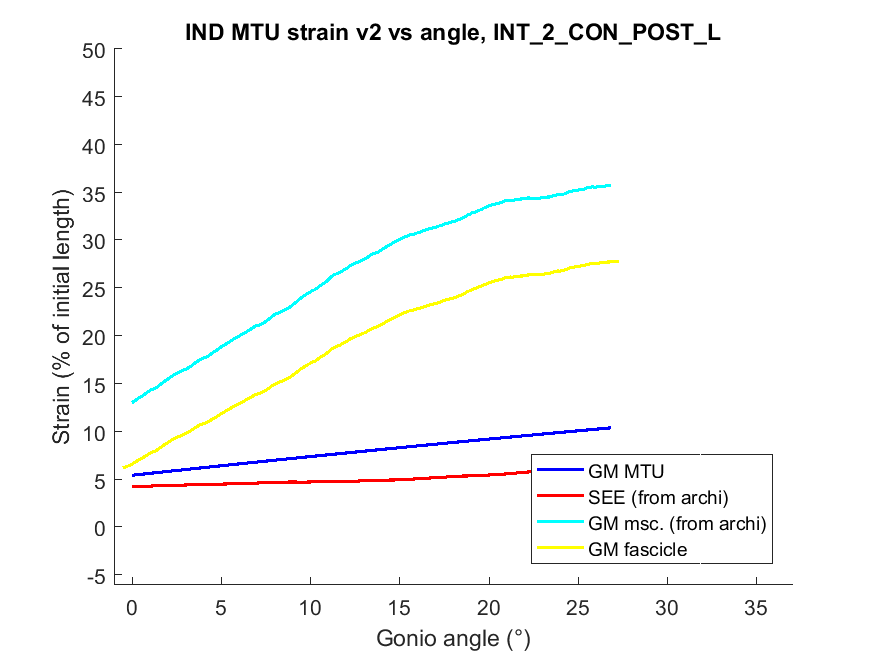 IND MTU strain v2 vs angle, INT_2_CON_POST_L
50
45
40
35
30
25
20
15
10
5
0
-5
Strain (% of initial length)
GM MTU
SEE (from archi)
GM msc. (from archi)
GM fascicle
0 5 10 15 20 25 30 35
Gonio angle (°)